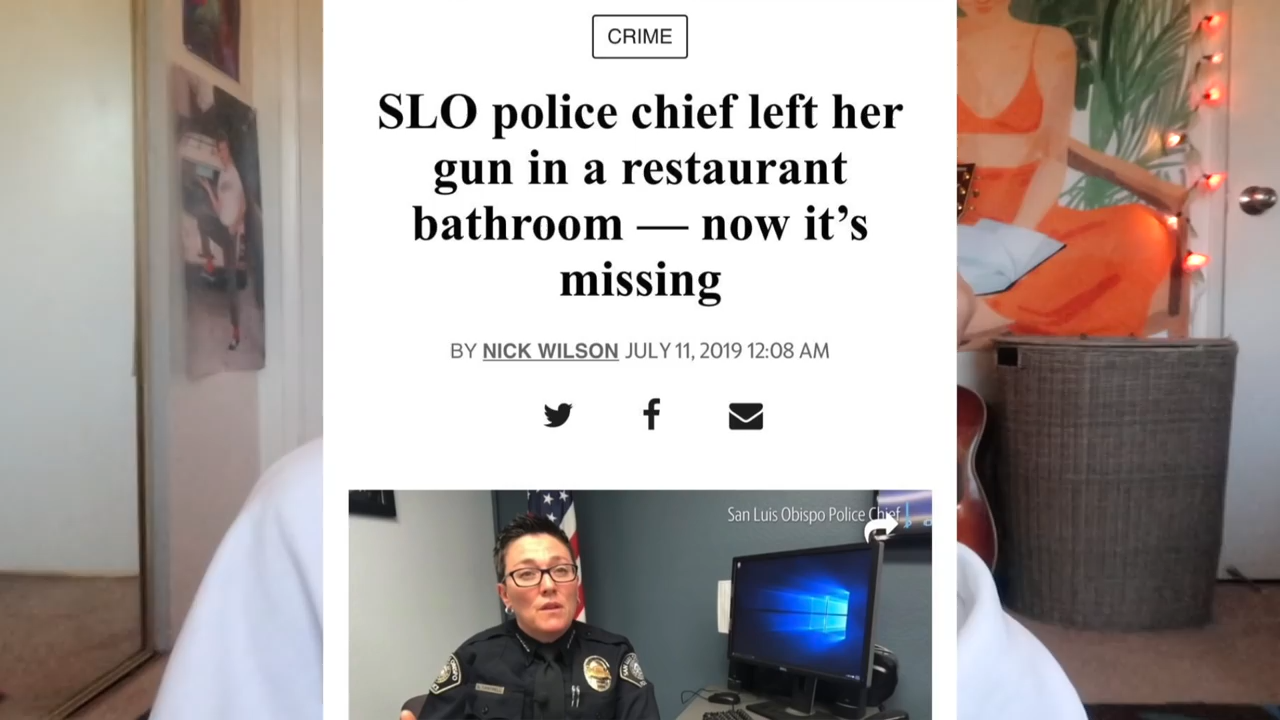 CRIME
SLO police chief left her
gun in a restaurant
bathroom — now it’s
missing
BY NICK WILSON JULY 11, 2019 12:08 AM
San Luis Obispo Police Chief